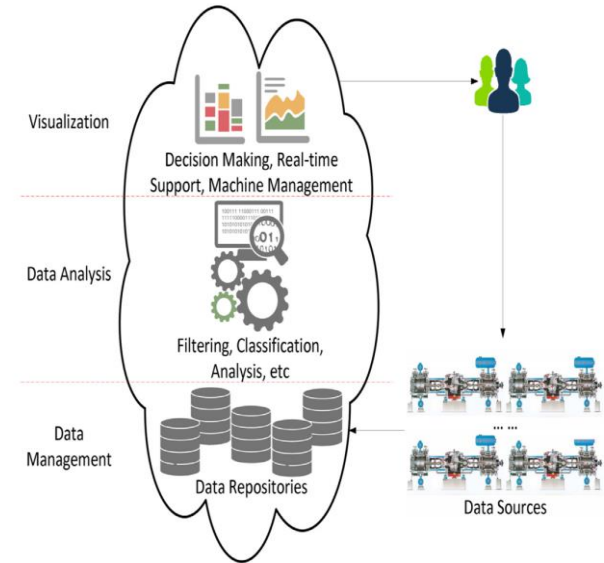 Visualization
Decision Making, Real-time
Support, Machine Management
Data Analysis
Filtering, Classification,
Analysis, etc
Data
Management
Data Repositories
... ...
Data Sources